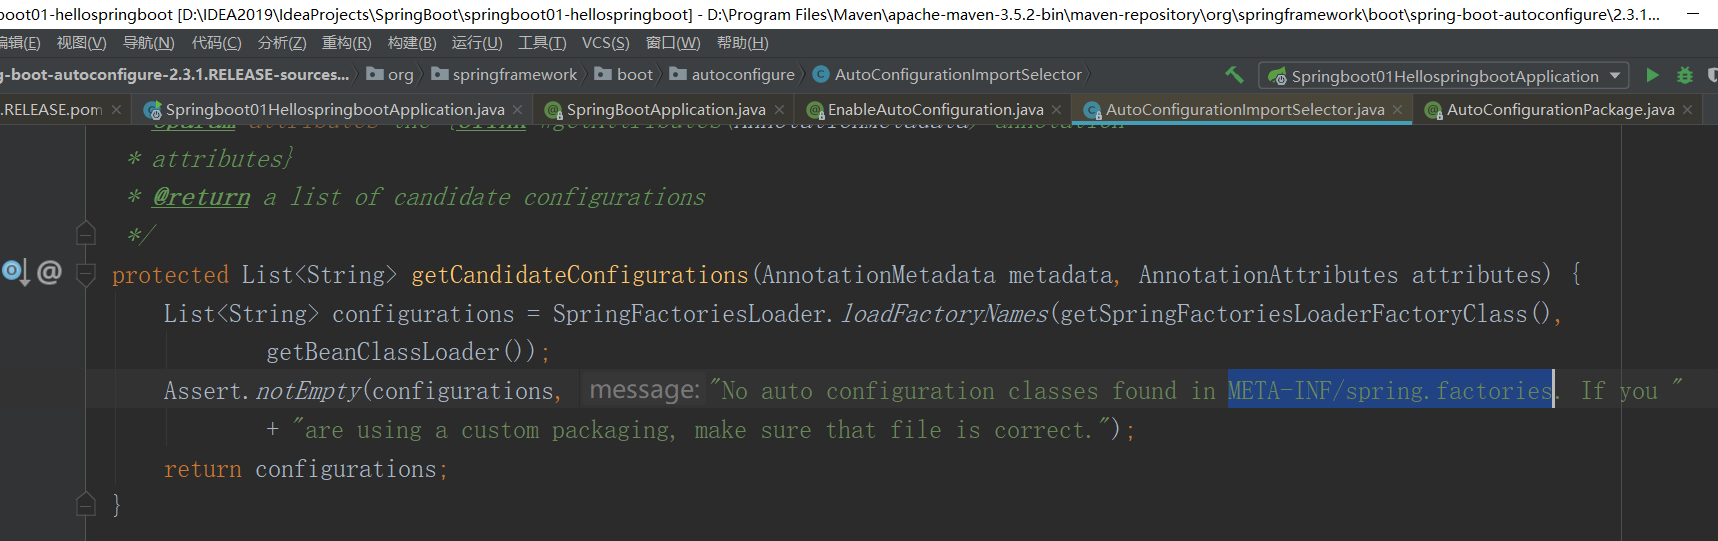 oot01-hellospringboot [D:\IDEA2019\IdeaProjects\SpringBoot\springboot01-hellospringboot] - D:\Program Files\Maven\apache-maven-3.5.2-bin\maven-repository\org\springframework\boot\spring-boot-autoconfigure\2.3.1...
编辑(E) 视图(V) 导航(N) 代码(C) 分析(Z) 重构(R) 构建(B) 运行(U) 工具(T) VCS(S) 窗口(W) 帮助(H)
g-boot-autoconfigure-2.3.1.RELEASE-sources... org springframework boot autoconfigure AutoConfigurationImportSelector Springboot01HellospringbootApplication
.RELEASE.pom Springboot01HellospringbootApplication.java SpringBootApplication.java EnableAutoConfiguration.java AutoConfigurationImportSelector.java AutoConfigurationPackage.java
* attributes}
* @return a list of candidate configurations
*/
protected List<String> getCandidateConfigurations(AnnotationMetadata metadata, AnnotationAttributes attributes) {
List<String> configurations = SpringFactoriesLoader.loadFactoryNames(getSpringFactoriesLoaderFactoryClass(),
getBeanClassLoader());
Assert.notEmpty(configurations, message: "No auto configuration classes found in META-INF/spring.factories. If you "
+ "are using a custom packaging, make sure that file is correct.");
return configurations;
}